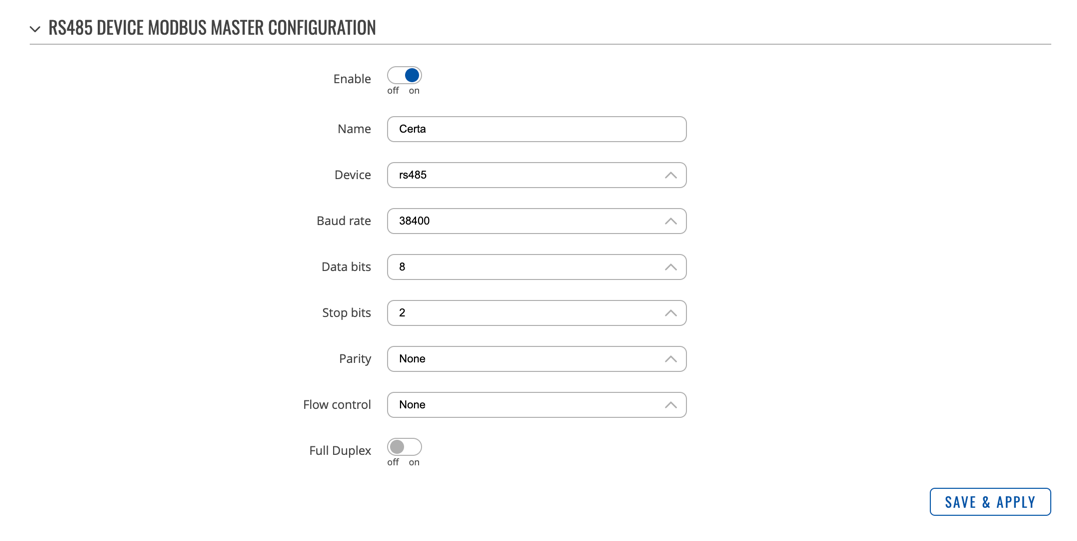 RS485 DEVICE MODBUS MASTER CONFIGURATION
Enable
off on
Name Certa
Device rs485
Baud rate 38400
Data bits 8
Stop bits 2
Parity None
Flow control None
Full Duplex
off on
SAVE & APPLY